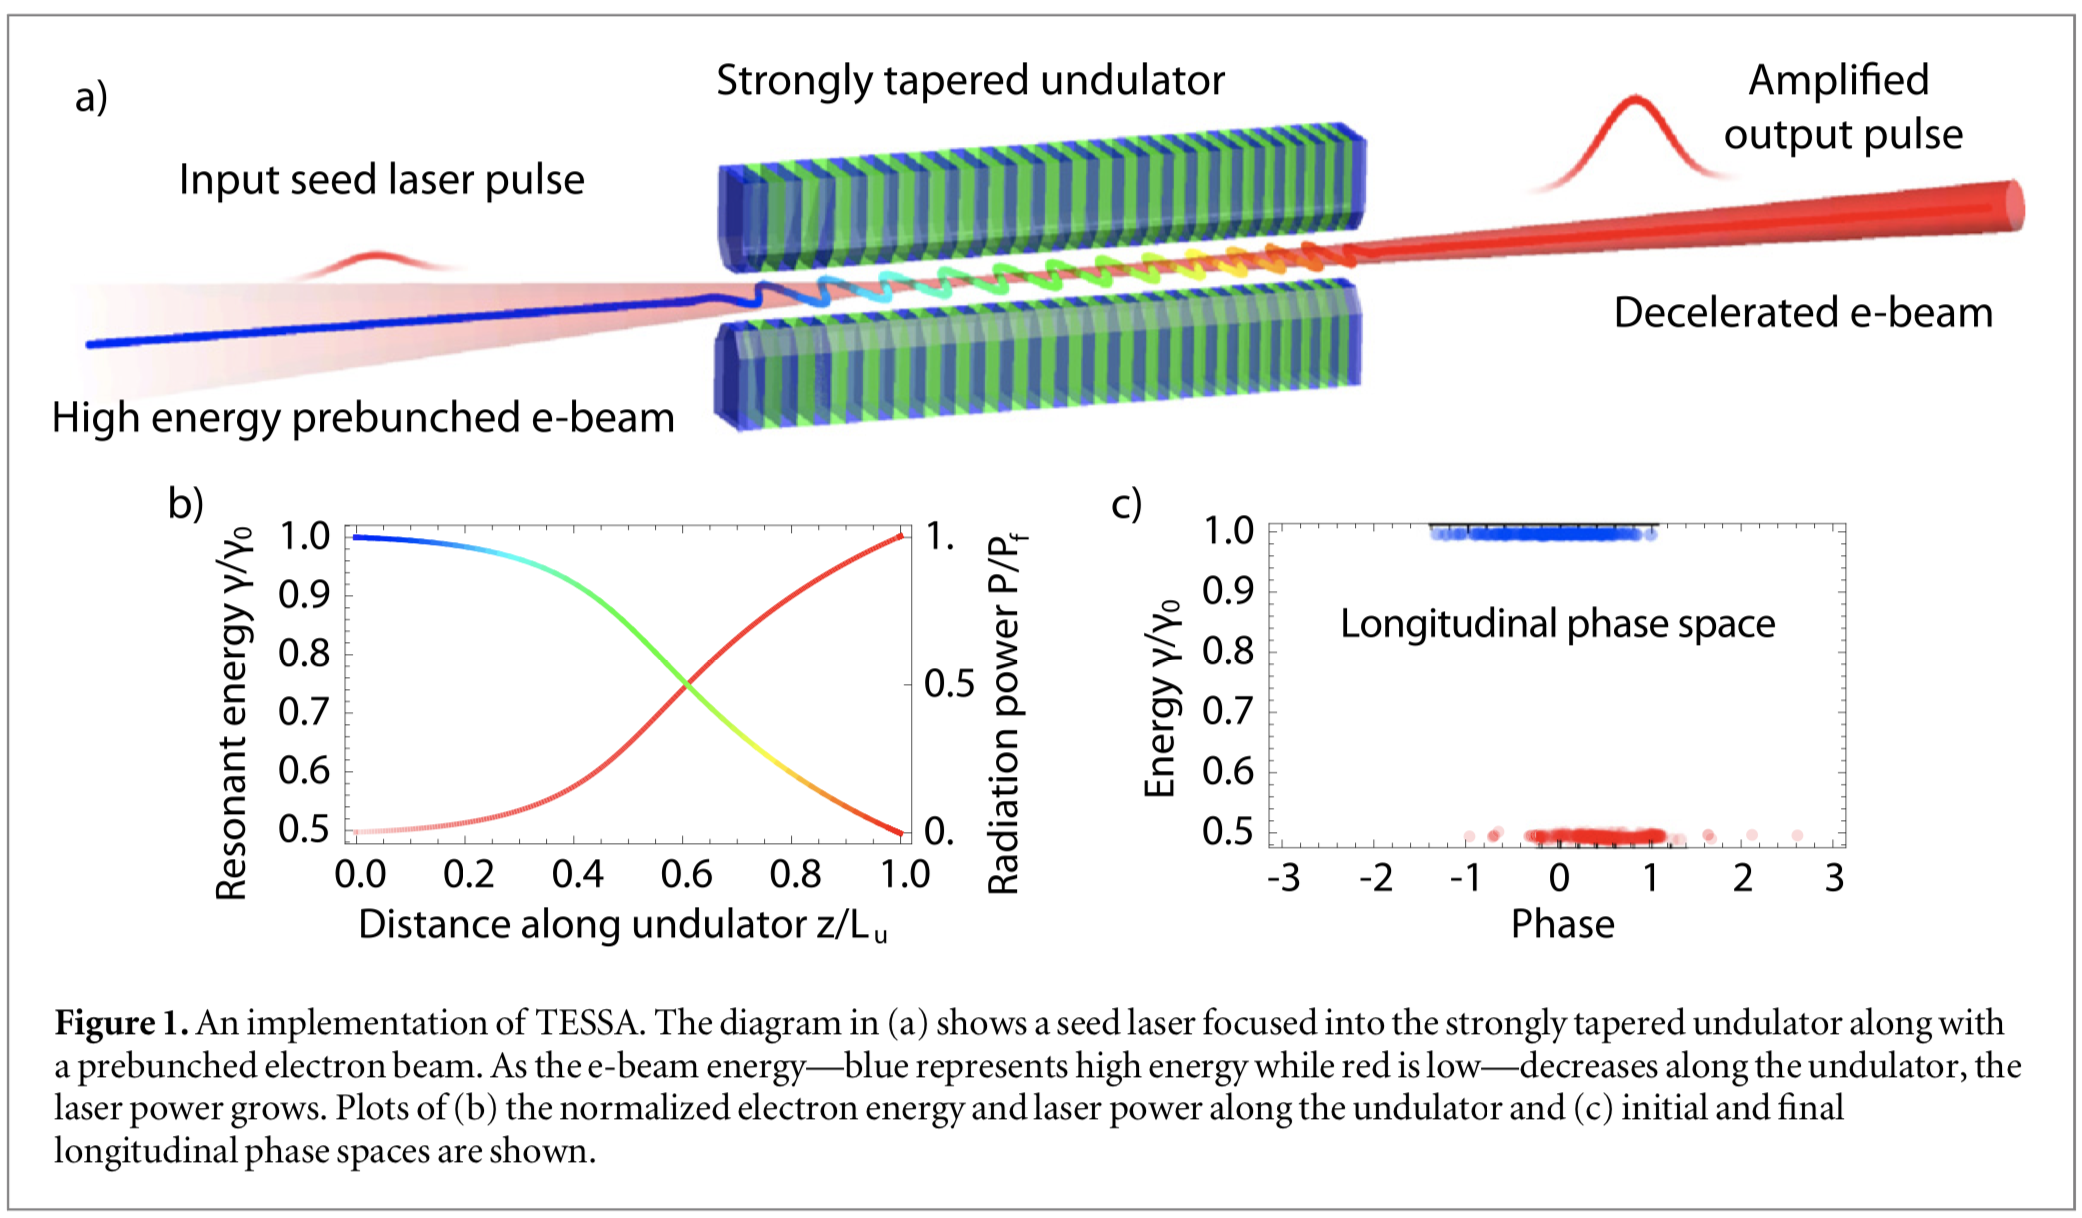 a)
Strongly tapered undulator
Amplified
output pulse
Input seed laser pulse
Decelerated e-beam
High energy prebunched e-beam
b)
Resonant energy γ/γ₀
1.0
0.9
0.8
0.7
0.6
0.5
1.
0.5
0.
Radiation power P/Pf
0.0 0.2 0.4 0.6 0.8 1.0
Distance along undulator z/Lu
c)
Energy γ/γ₀
1.0
0.9
0.8
0.7
0.6
0.5
Longitudinal phase space
-3 -2 -1 0 1 2 3
Phase
Figure 1. An implementation of TESSA. The diagram in (a) shows a seed laser focused into the strongly tapered undulator along with
a prebunched electron beam. As the e-beam energy—blue represents high energy while red is low—decreases along the undulator, the
laser power grows. Plots of (b) the normalized electron energy and laser power along the undulator and (c) initial and final
longitudinal phase spaces are shown.